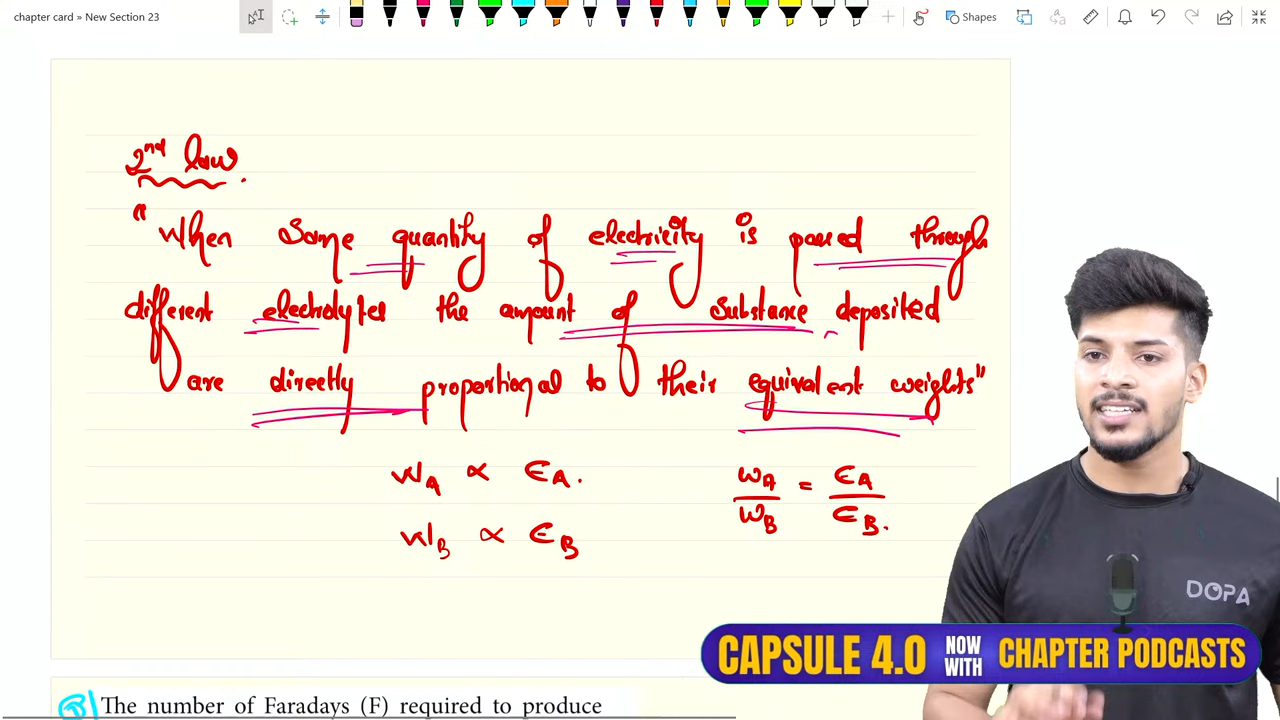 chapter card » New Section 23
Shapes
2nd law.
"When Same quantity of electricity is passed through
different electrolytes the amount of Substance deposited
are directly proportional to their equivalent weights"
WA ∝ EA.
WB ∝ EB
WA/WB = EA/EB.
DOPA
CAPSULE 4.0 NOW WITH CHAPTER PODCASTS
The number of Faradays (F) required to produce